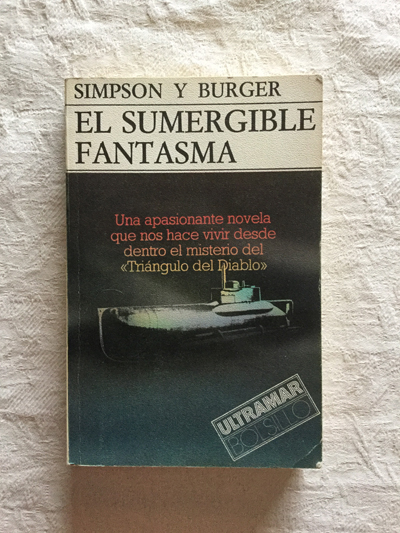 SIMPSON Y BURGER
EL SUMERGIBLE
FANTASMA
Una apasionante novela
que nos hace vivir desde
dentro el misterio del
«Triángulo del Diablo»
ULTRAMAR
BOLSILLO